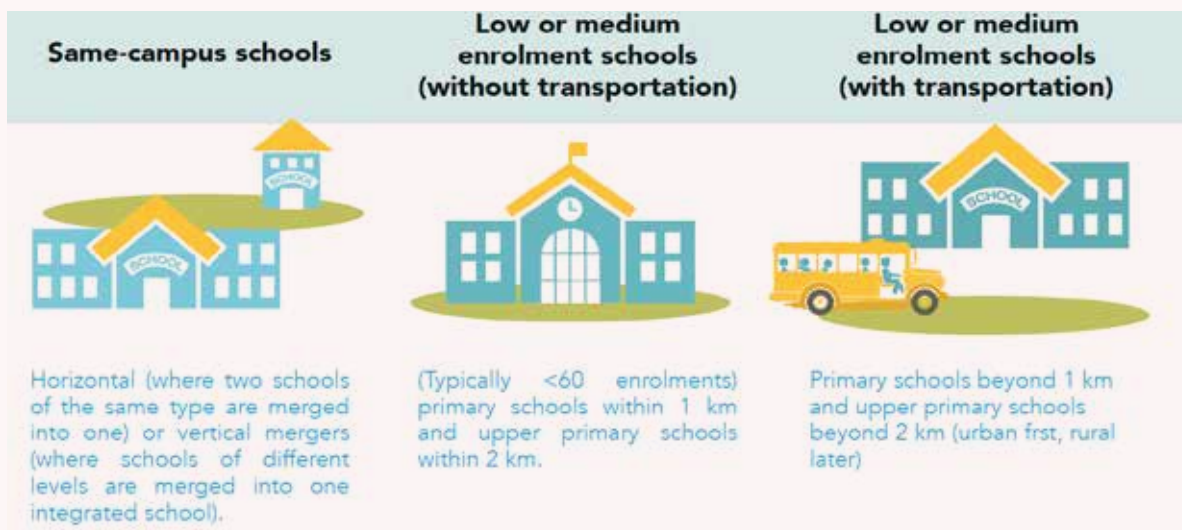 Same-campus schools
Low or medium
enrolment schools
(without transportation)
Low or medium
enrolment schools
(with transportation)
SCHOOL
SCHOOL
SCHOOL
Horizontal (where two schools
of the same type are merged
into one) or vertical mergers
(where schools of different
levels are merged into one
integrated school).
(Typically <60 enrolments)
primary schools within 1 km
and upper primary schools
within 2 km.
Primary schools beyond 1 km
and upper primary schools
beyond 2 km (urban frst, rural
later)